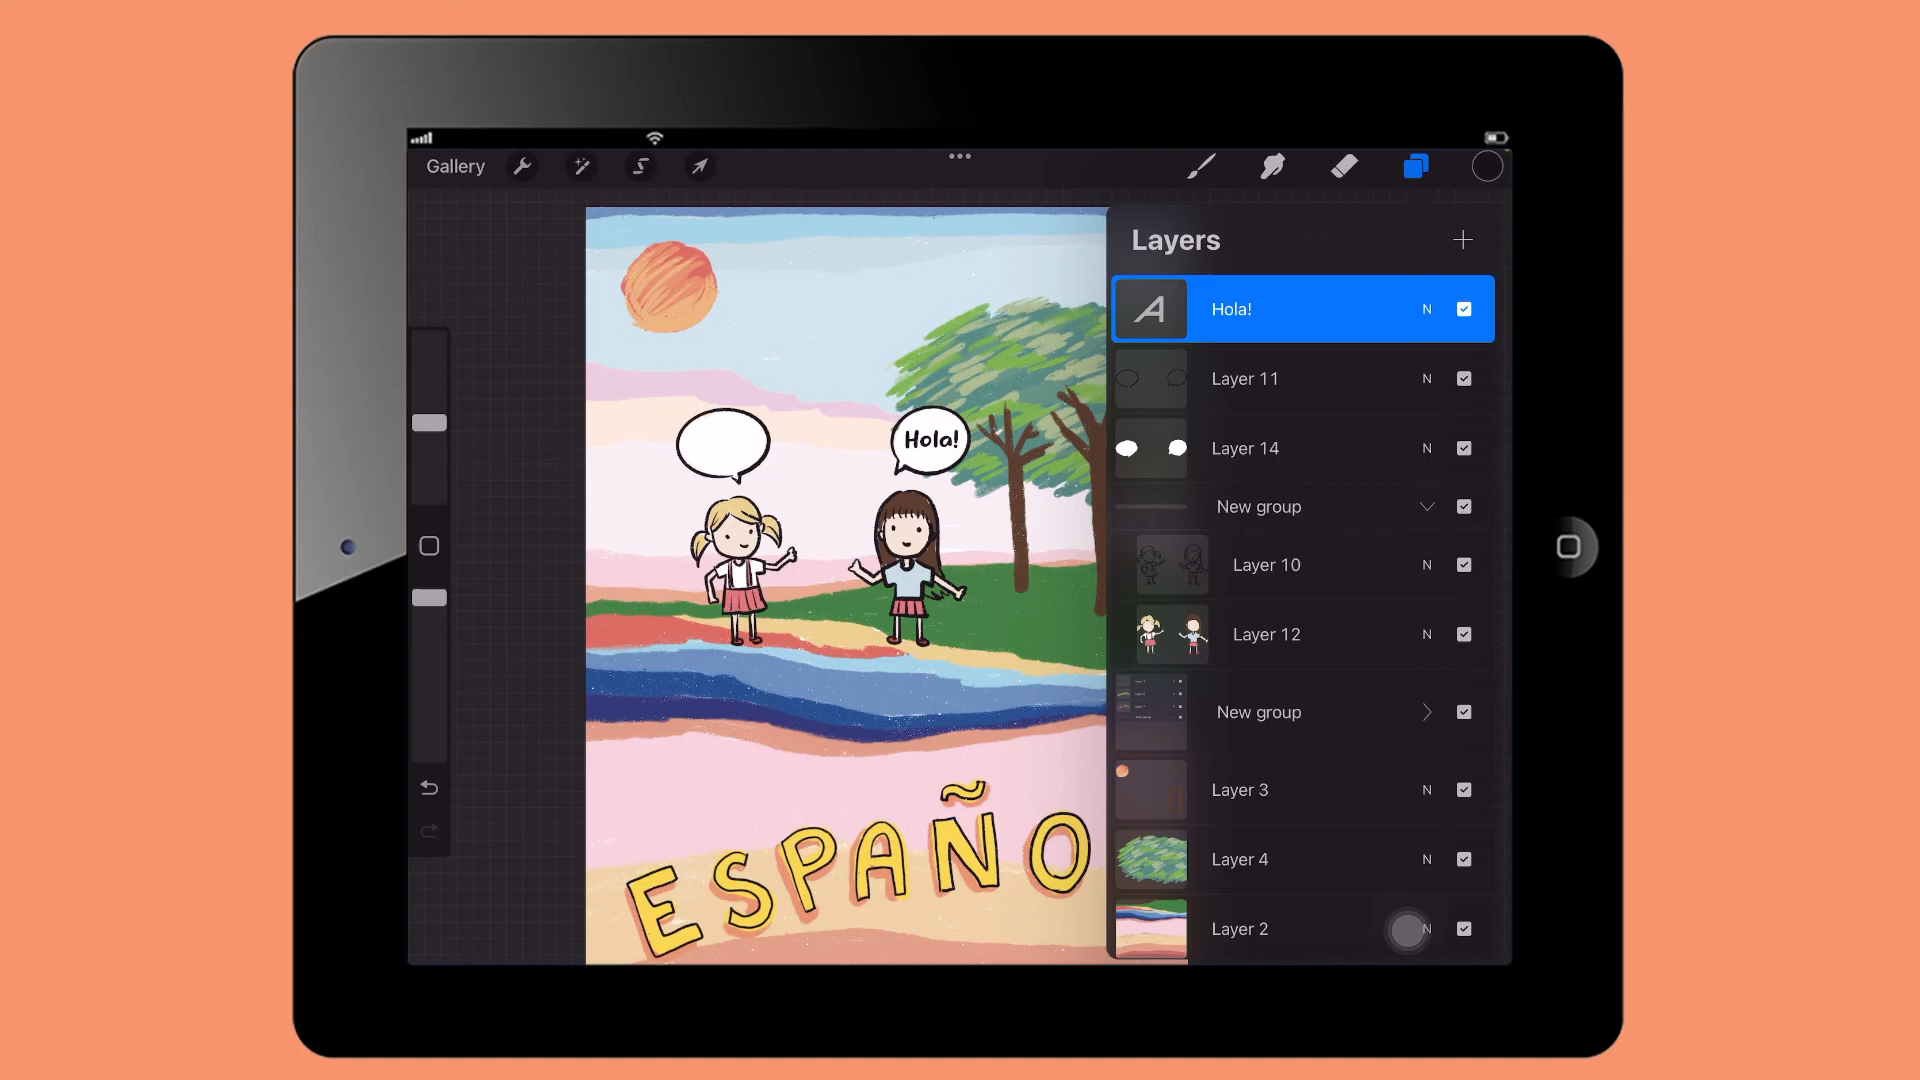 Gallery
Layers
Hola! N
Layer 11 N
Layer 14 N
New group
Layer 10 N
Layer 12 N
New group
Layer 3 N
Layer 4 N
Layer 2 N
Hola!
ESPAÑO